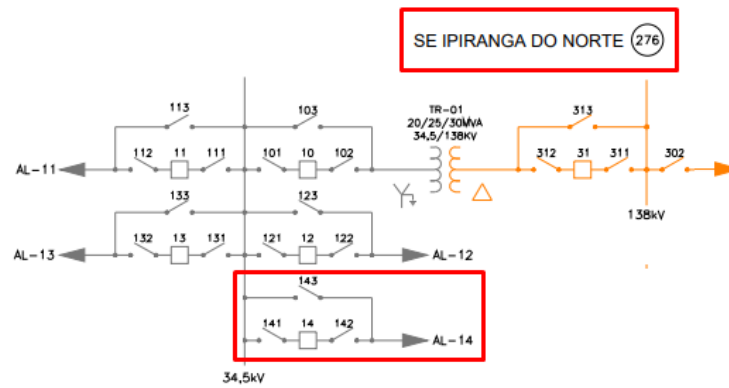 SE IPIRANGA DO NORTE 276
113
103
TR-01
20/25/30MVA
34,5/138KV
313
AL-11
112
11
111
101
10
102
312
31
311
302
133
123
138kV
AL-13
132
13
131
121
12
122
AL-12
143
141
14
142
AL-14
34,5kV